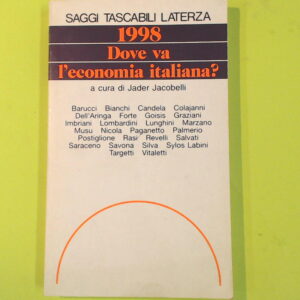 SAGGI TASCABILI LATERZA
1998
Dove va
l'economia italiana?
a cura di Jader Jacobelli
Barucci Bianchi Candela Colajanni
Dell'Aringa Forte Goisis Graziani
Imbriani Lombardini Lunghini Marzano
Musu Nicola Paganetto Palmerio
Postiglione Rasi Revelli Salvati
Saraceno Savona Silva Sylos Labini
Targetti Vitaletti